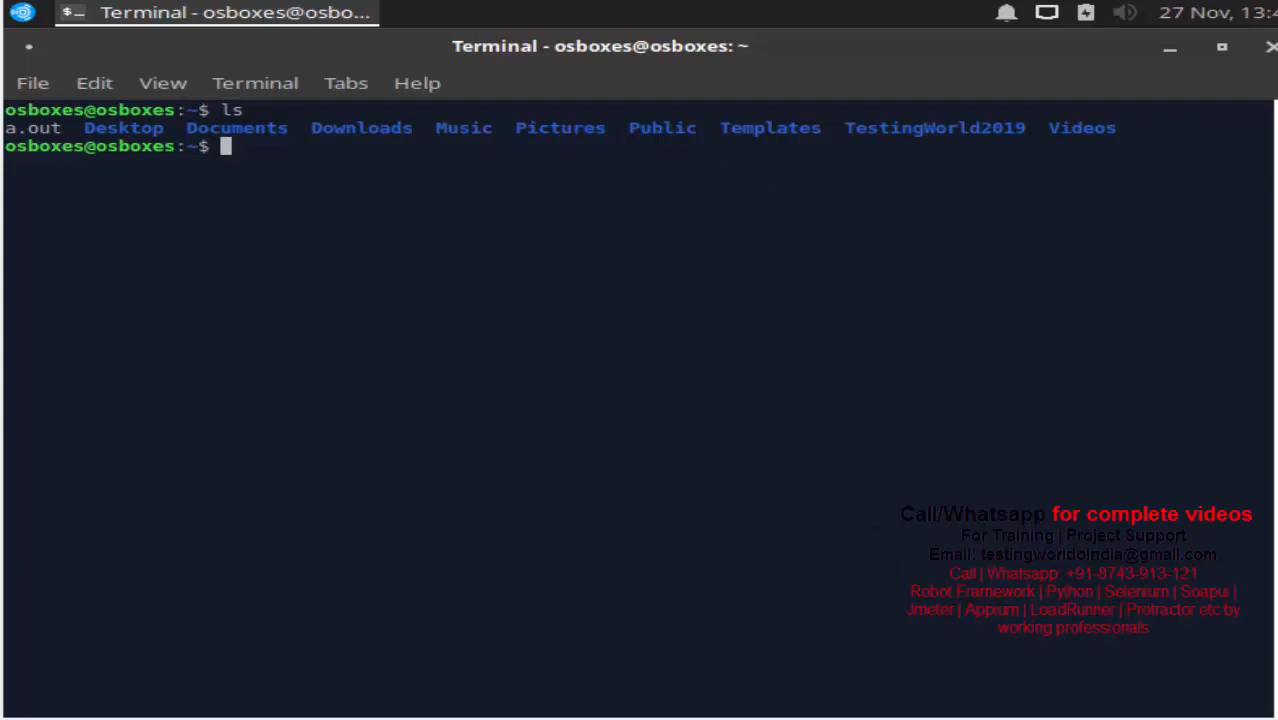 Terminal - osboxes@osbo... 27 Nov, 13:4
Terminal - osboxes@osboxes: ~
File Edit View Terminal Tabs Help
osboxes@osboxes:~$ ls
a.out Desktop Documents Downloads Music Pictures Public Templates TestingWorld2019 Videos
osboxes@osboxes:~$
Call/Whatsapp for complete videos
For Training | Project Support
Email: testingworldoindia@gmail.com
Call | Whatsapp: +91-8743-913-121
Robot Framework | Python | Selenium | Soapui |
Jmeter | Appium | LoadRunner | Protractor etc by
working professionals